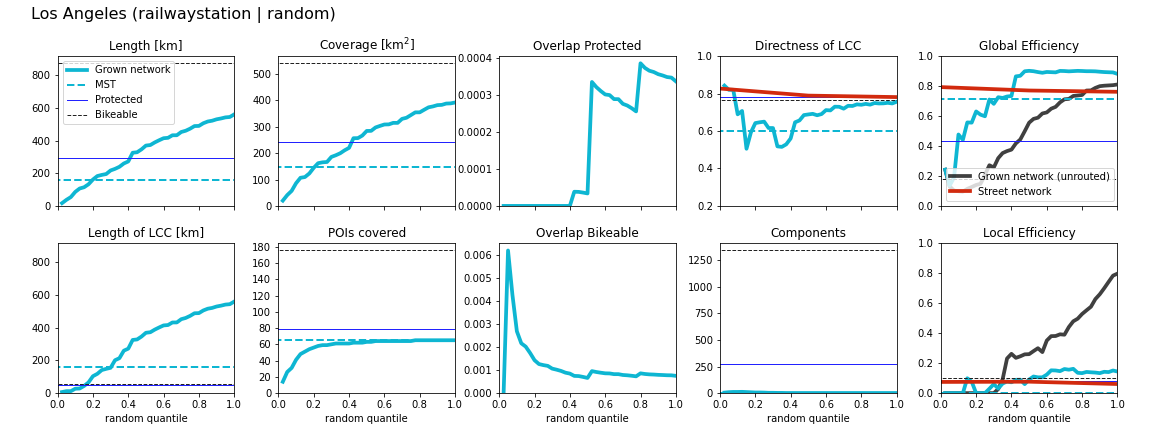 Los Angeles (railwaystation | random)
Length [km]
Coverage [km²]
Overlap Protected
Directness of LCC
Global Efficiency
800
600
400
200
0
Grown network
MST
Protected
Bikeable
500
400
300
200
100
0
0.0004
0.0003
0.0002
0.0001
0.0000
1.0
0.8
0.6
0.4
0.2
1.0
0.8
0.6
0.4
0.2
0.0
Grown network (unrouted)
Street network
Length of LCC [km]
POIs covered
Overlap Bikeable
Components
Local Efficiency
800
600
400
200
0
180
160
140
120
100
80
60
40
20
0
0.006
0.005
0.004
0.003
0.002
0.001
0.000
1250
1000
750
500
250
0
1.0
0.8
0.6
0.4
0.2
0.0
0.0 0.2 0.4 0.6 0.8 1.0
0.0 0.2 0.4 0.6 0.8 1.0
0.0 0.2 0.4 0.6 0.8 1.0
0.0 0.2 0.4 0.6 0.8 1.0
0.0 0.2 0.4 0.6 0.8 1.0
random quantile
random quantile
random quantile
random quantile
random quantile